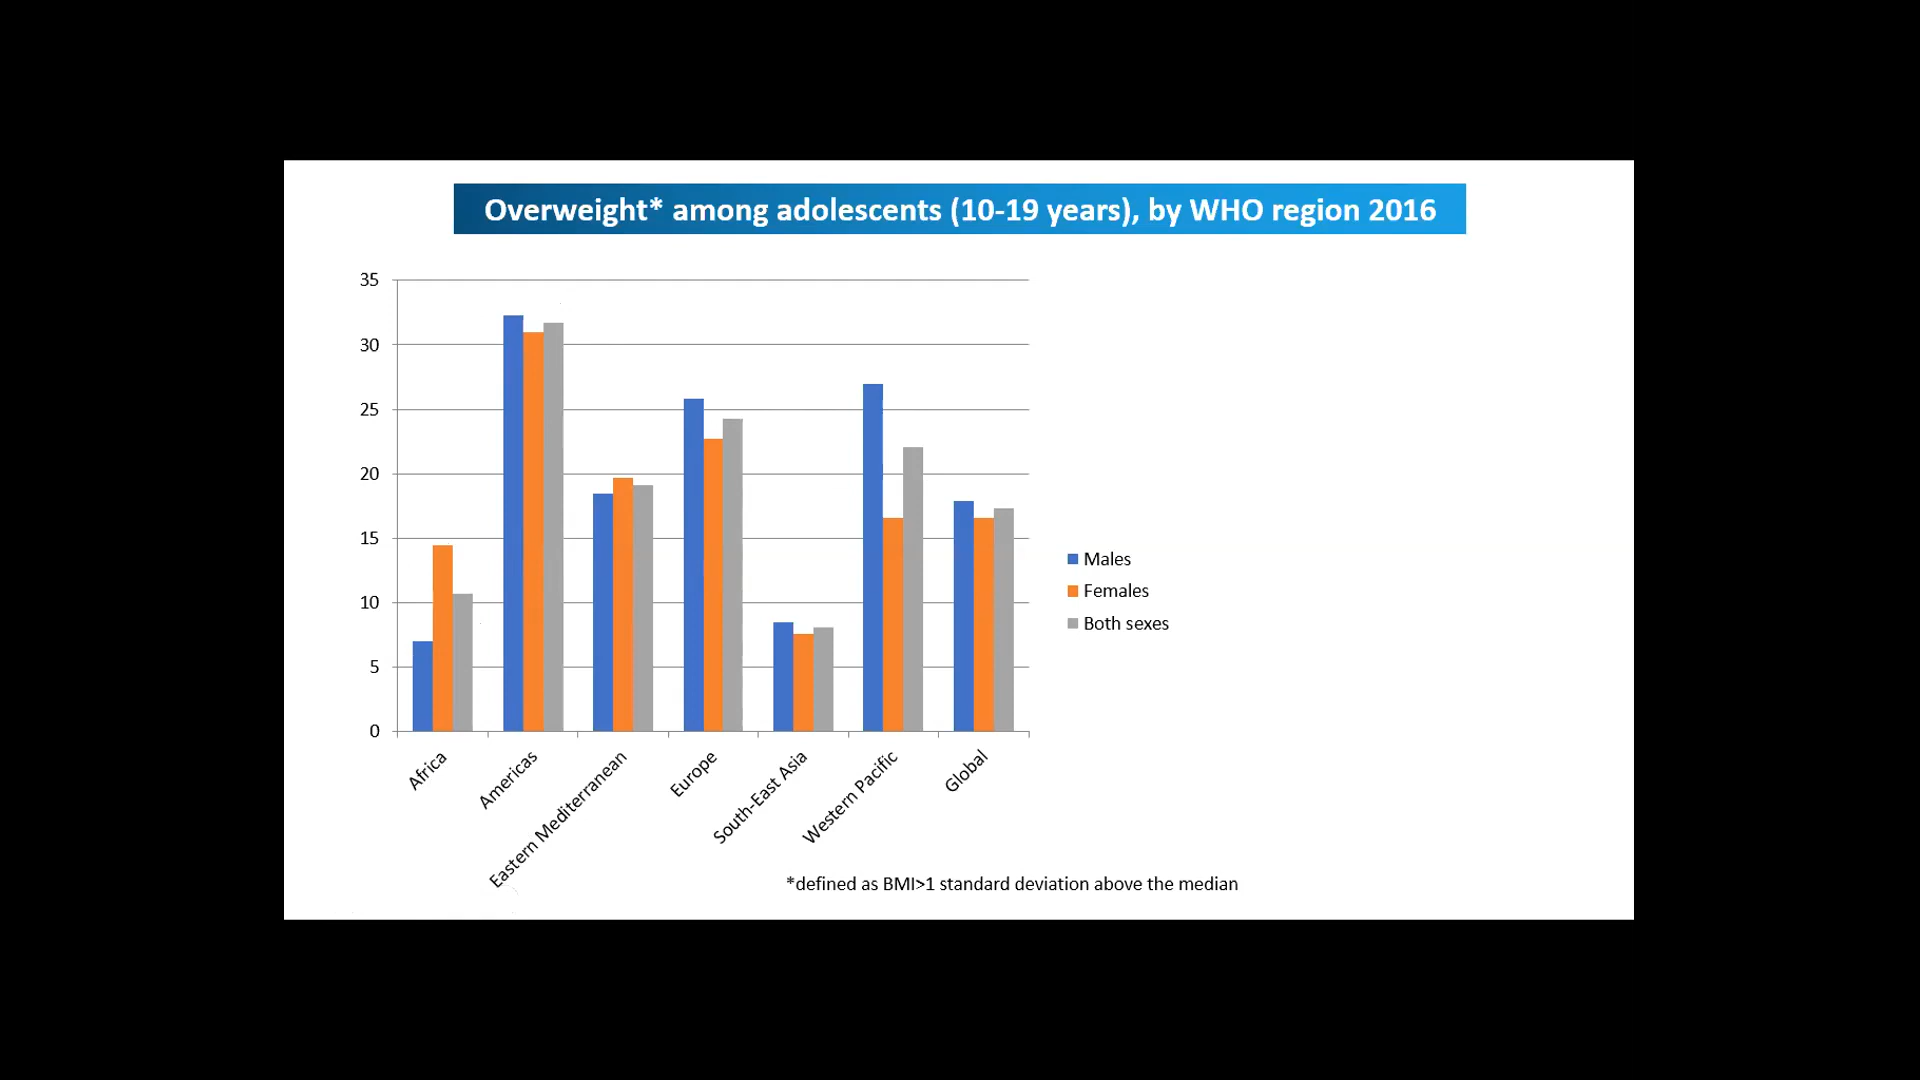 Overweight* among adolescents (10-19 years), by WHO region 2016
35
30
25
20
15
10
5
0
Africa
Americas
Eastern Mediterranean
Europe
South-East Asia
Western Pacific
Global
Males
Females
Both sexes
*defined as BMI>1 standard deviation above the median